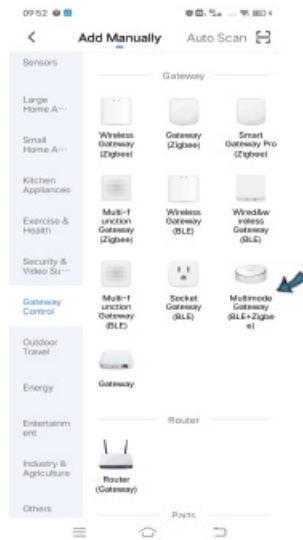 09:52
Add Manually Auto Scan
Sensors
Gateway
Large
Home A...
Wireless
Gateway
(Zigbee)
Gateway
(Zigbee)
Smart
Gateway Pro
(Zigbee)
Small
Home A...
Kitchen
Appliances
Multi-f
unction
Gateway
(Zigbee)
Wireless
Gateway
(BLE)
Wired&w
ireless
Gateway
(BLE)
Exercise &
Health
Security &
Video Su...
Multi-f
unction
Gateway
(BLE)
Socket
Gateway
(BLE)
Multimode
Gateway
(BLE+Zigbe
e)
Gateway
Control
Outdoor
Travel
Gateway
Energy
Entertainm
ent
Router
Industry &
Agriculture
Router
(Gateway)
Others
Parts